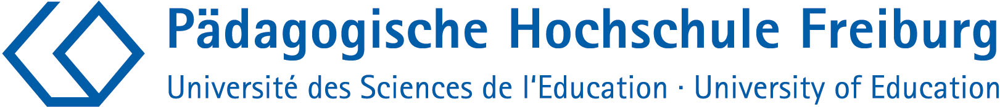 Pädagogische Hochschule Freiburg
Université des Sciences de l‘Education · University of Education